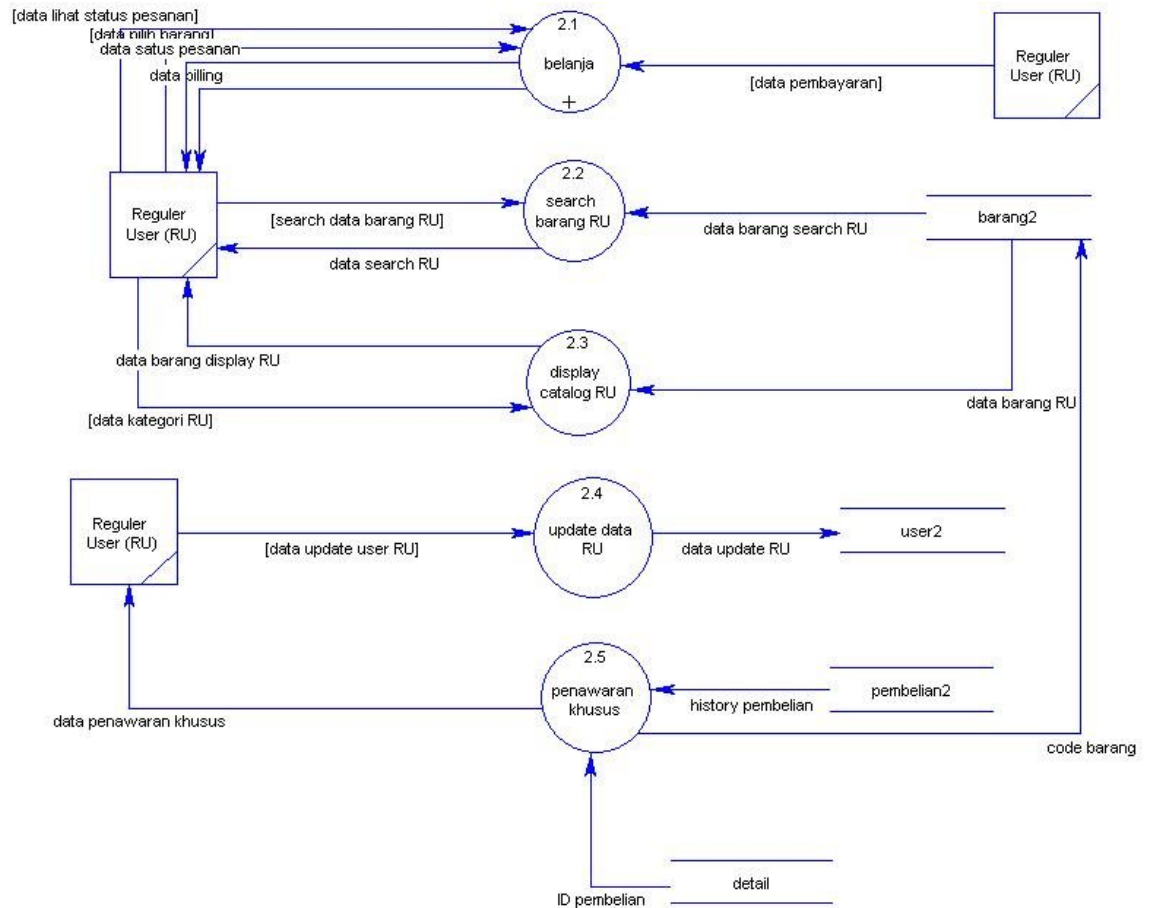 [data lihat status pesanan]
[data pilih barang]
data satus pesanan
data billing
2.1
belanja
+
[data pembayaran]
Reguler
User (RU)
Reguler
User (RU)
[search data barang RU]
data search RU
2.2
search
barang RU
data barang search RU
barang2
data barang display RU
[data kategori RU]
2.3
display
catalog RU
data barang RU
Reguler
User (RU)
[data update user RU]
2.4
update data
RU
data update RU
user2
2.5
penawaran
khusus
history pembelian
pembelian2
data penawaran khusus
code barang
ID pembelian
detail